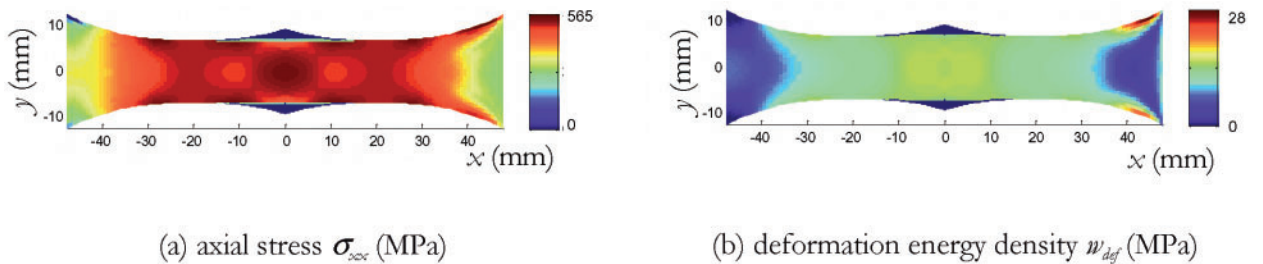 10
0
-10
y (mm)
-40 -30 -20 -10 0 10 20 30 40
x (mm)
565
0
10
0
-10
y (mm)
-40 -30 -20 -10 0 10 20 30 40
x (mm)
28
0
(a) axial stress σxx (MPa)
(b) deformation energy density wdef (MPa)